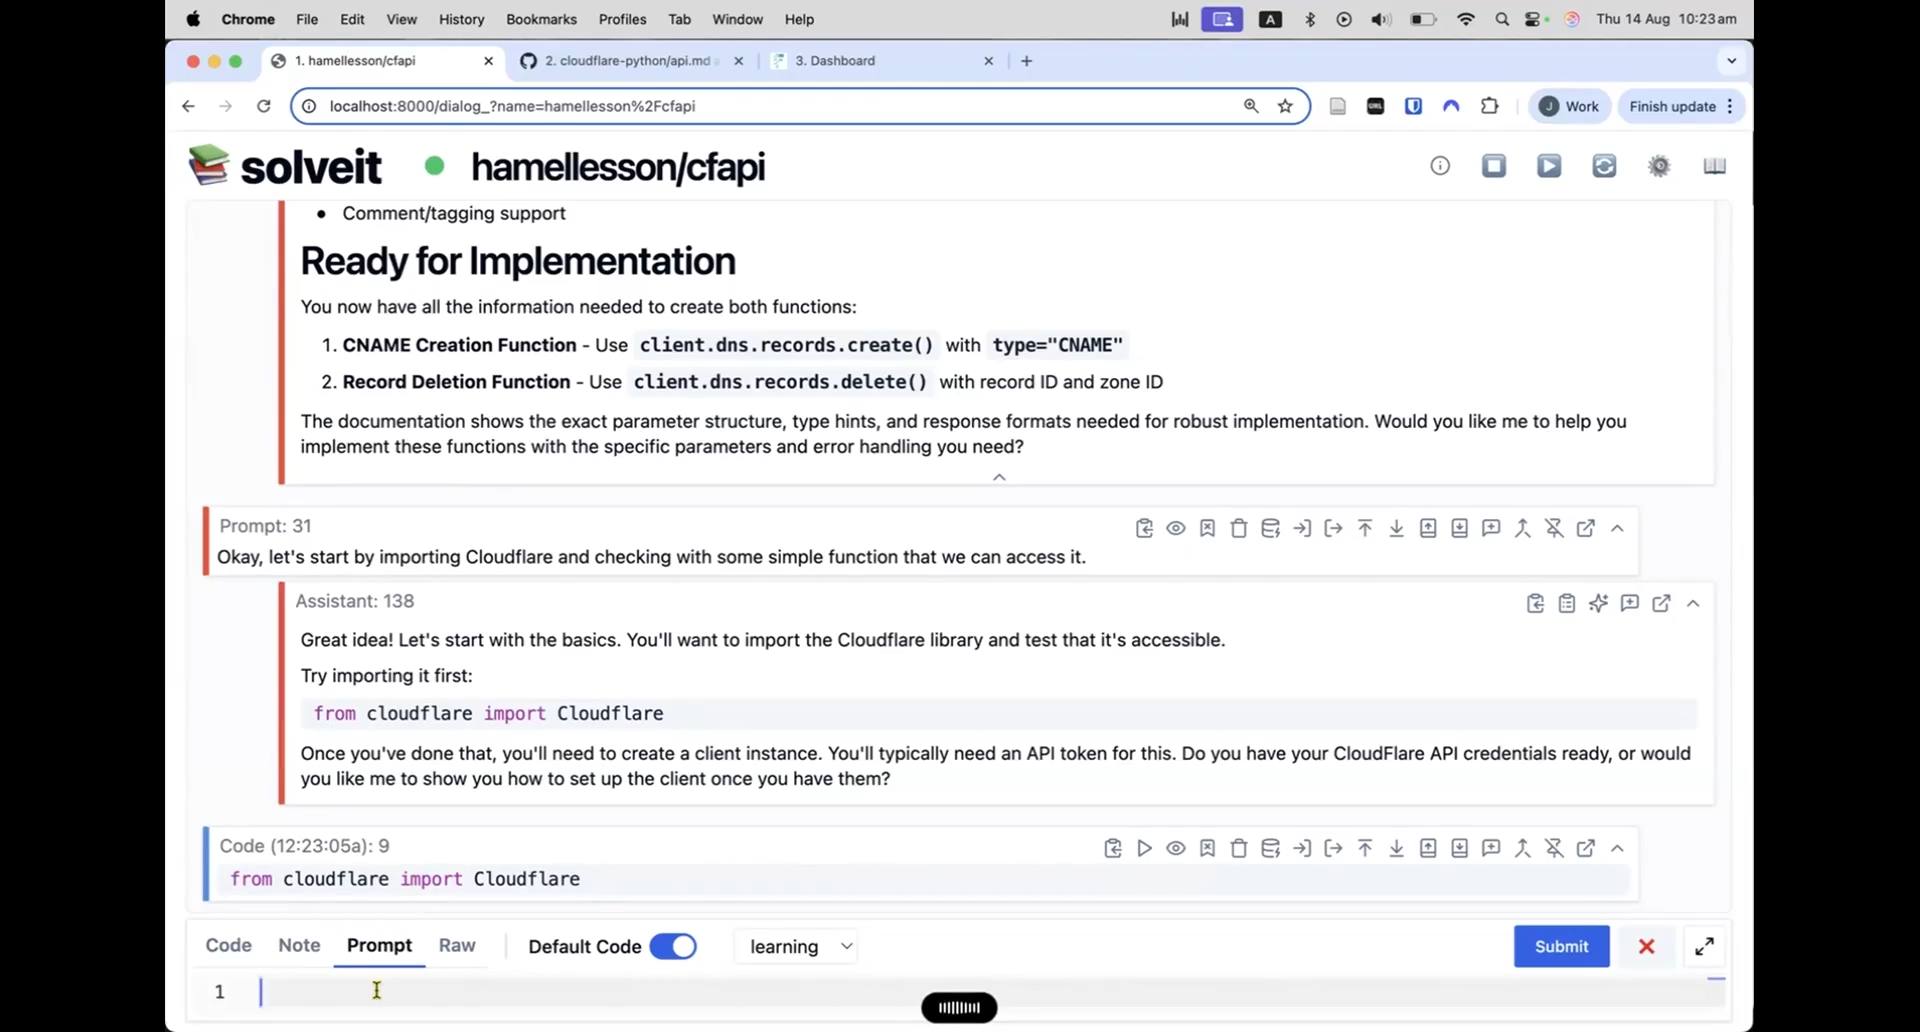 Chrome File Edit View History Bookmarks Profiles Tab Window Help A Thu 14 Aug 10:23 am
1. hamellesson/cfapi 2. cloudflare-python/api.md 3. Dashboard
localhost:8000/dialog_?name=hamellesson%2Fcfapi J Work Finish update
solveit hamellesson/cfapi
• Comment/tagging support
Ready for Implementation
You now have all the information needed to create both functions:
1. CNAME Creation Function - Use client.dns.records.create() with type="CNAME"
2. Record Deletion Function - Use client.dns.records.delete() with record ID and zone ID
The documentation shows the exact parameter structure, type hints, and response formats needed for robust implementation. Would you like me to help you
implement these functions with the specific parameters and error handling you need?
Prompt: 31
Okay, let's start by importing Cloudflare and checking with some simple function that we can access it.
Assistant: 138
Great idea! Let's start with the basics. You'll want to import the Cloudflare library and test that it's accessible.
Try importing it first:
from cloudflare import Cloudflare
Once you've done that, you'll need to create a client instance. You'll typically need an API token for this. Do you have your CloudFlare API credentials ready, or would
you like me to show you how to set up the client once you have them?
Code (12:23:05a): 9
from cloudflare import Cloudflare
Code Note Prompt Raw Default Code learning Submit
1